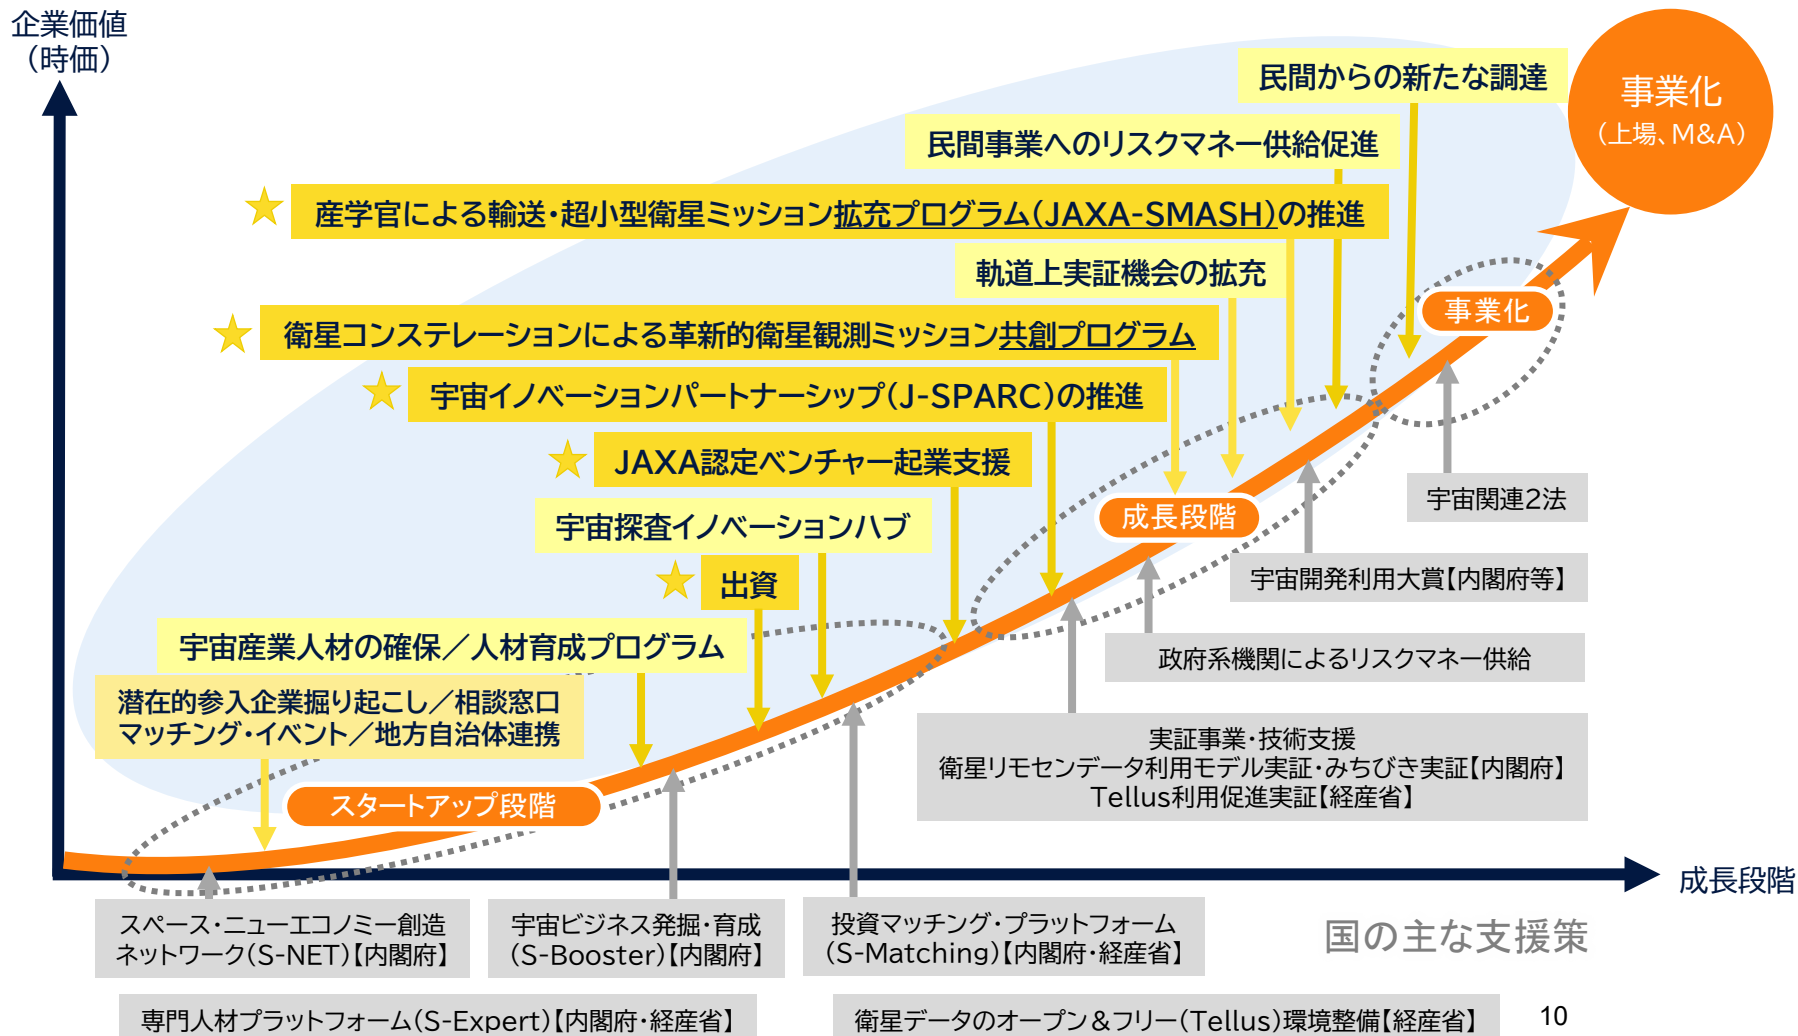 企業価値
（時価）
民間からの新たな調達
事業化
（上場、M&A）
民間事業へのリスクマネー供給促進
産学官による輸送・超小型衛星ミッション拡充プログラム（JAXA-SMASH）の推進
軌道上実証機会の拡充
事業化
衛星コンステレーションによる革新的衛星観測ミッション共創プログラム
宇宙イノベーションパートナーシップ（J-SPARC）の推進
JAXA認定ベンチャー起業支援
宇宙関連2法
成長段階
宇宙探査イノベーションハブ
出資
宇宙開発利用大賞【内閣府等】
宇宙産業人材の確保／人材育成プログラム
政府系機関によるリスクマネー供給
潜在的参入企業掘り起こし／相談窓口
マッチング・イベント／地方自治体連携
実証事業・技術支援
衛星リモセンデータ利用モデル実証・みちびき実証【内閣府】
Tellus利用促進実証【経産省】
スタートアップ段階
成長段階
スペース・ニューエコノミー創造
ネットワーク（S-NET）【内閣府】
宇宙ビジネス発掘・育成
（S-Booster）【内閣府】
投資マッチング・プラットフォーム
（S-Matching）【内閣府・経産省】
国の主な支援策
専門人材プラットフォーム（S-Expert）【内閣府・経産省】
衛星データのオープン＆フリー（Tellus）環境整備【経産省】
10